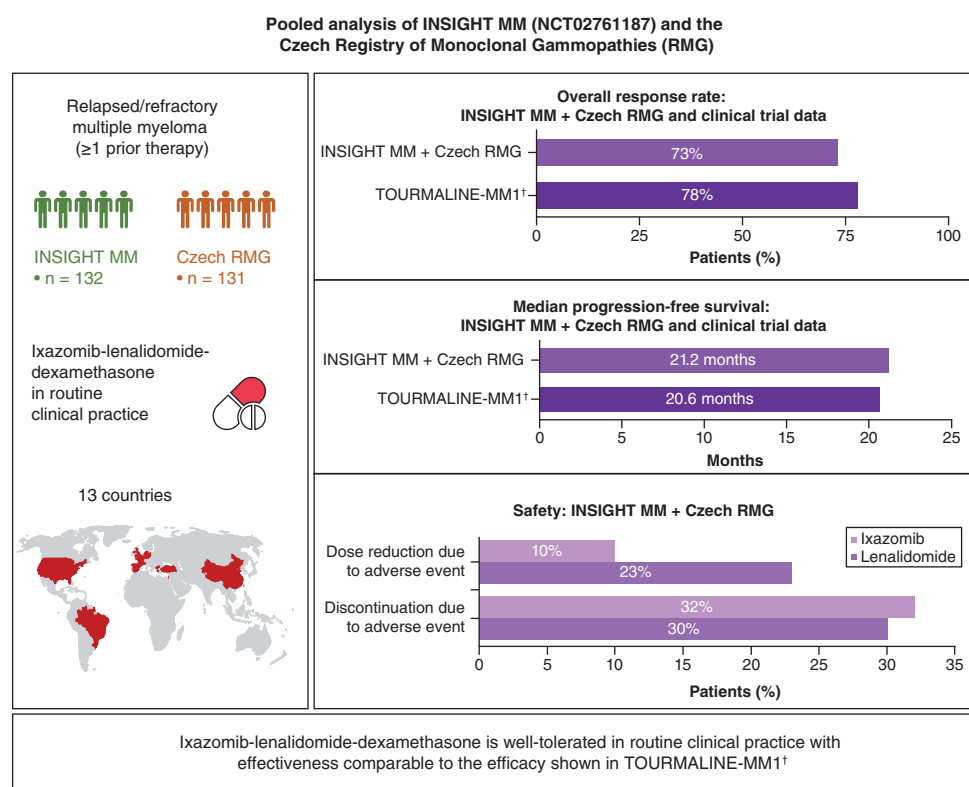 Pooled analysis of INSIGHT MM (NCT02761187) and the
Czech Registry of Monoclonal Gammopathies (RMG)
Relapsed/refractory
multiple myeloma
(≥1 prior therapy)
INSIGHT MM
• n = 132
Czech RMG
• n = 131
Ixazomib-lenalidomide-
dexamethasone
in routine
clinical practice
13 countries
Overall response rate:
INSIGHT MM + Czech RMG and clinical trial data
INSIGHT MM + Czech RMG
73%
TOURMALINE-MM1†
78%
0 25 50 75 100
Patients (%)
Median progression-free survival:
INSIGHT MM + Czech RMG and clinical trial data
INSIGHT MM + Czech RMG
21.2 months
TOURMALINE-MM1†
20.6 months
0 5 10 15 20 25
Months
Safety: INSIGHT MM + Czech RMG
Ixazomib
Lenalidomide
Dose reduction due
to adverse event
10%
23%
Discontinuation due
to adverse event
32%
30%
0 10 15 20 25 30 35
Patients (%)
Ixazomib-lenalidomide-dexamethasone is well-tolerated in routine clinical practice with
effectiveness comparable to the efficacy shown in TOURMALINE-MM1†